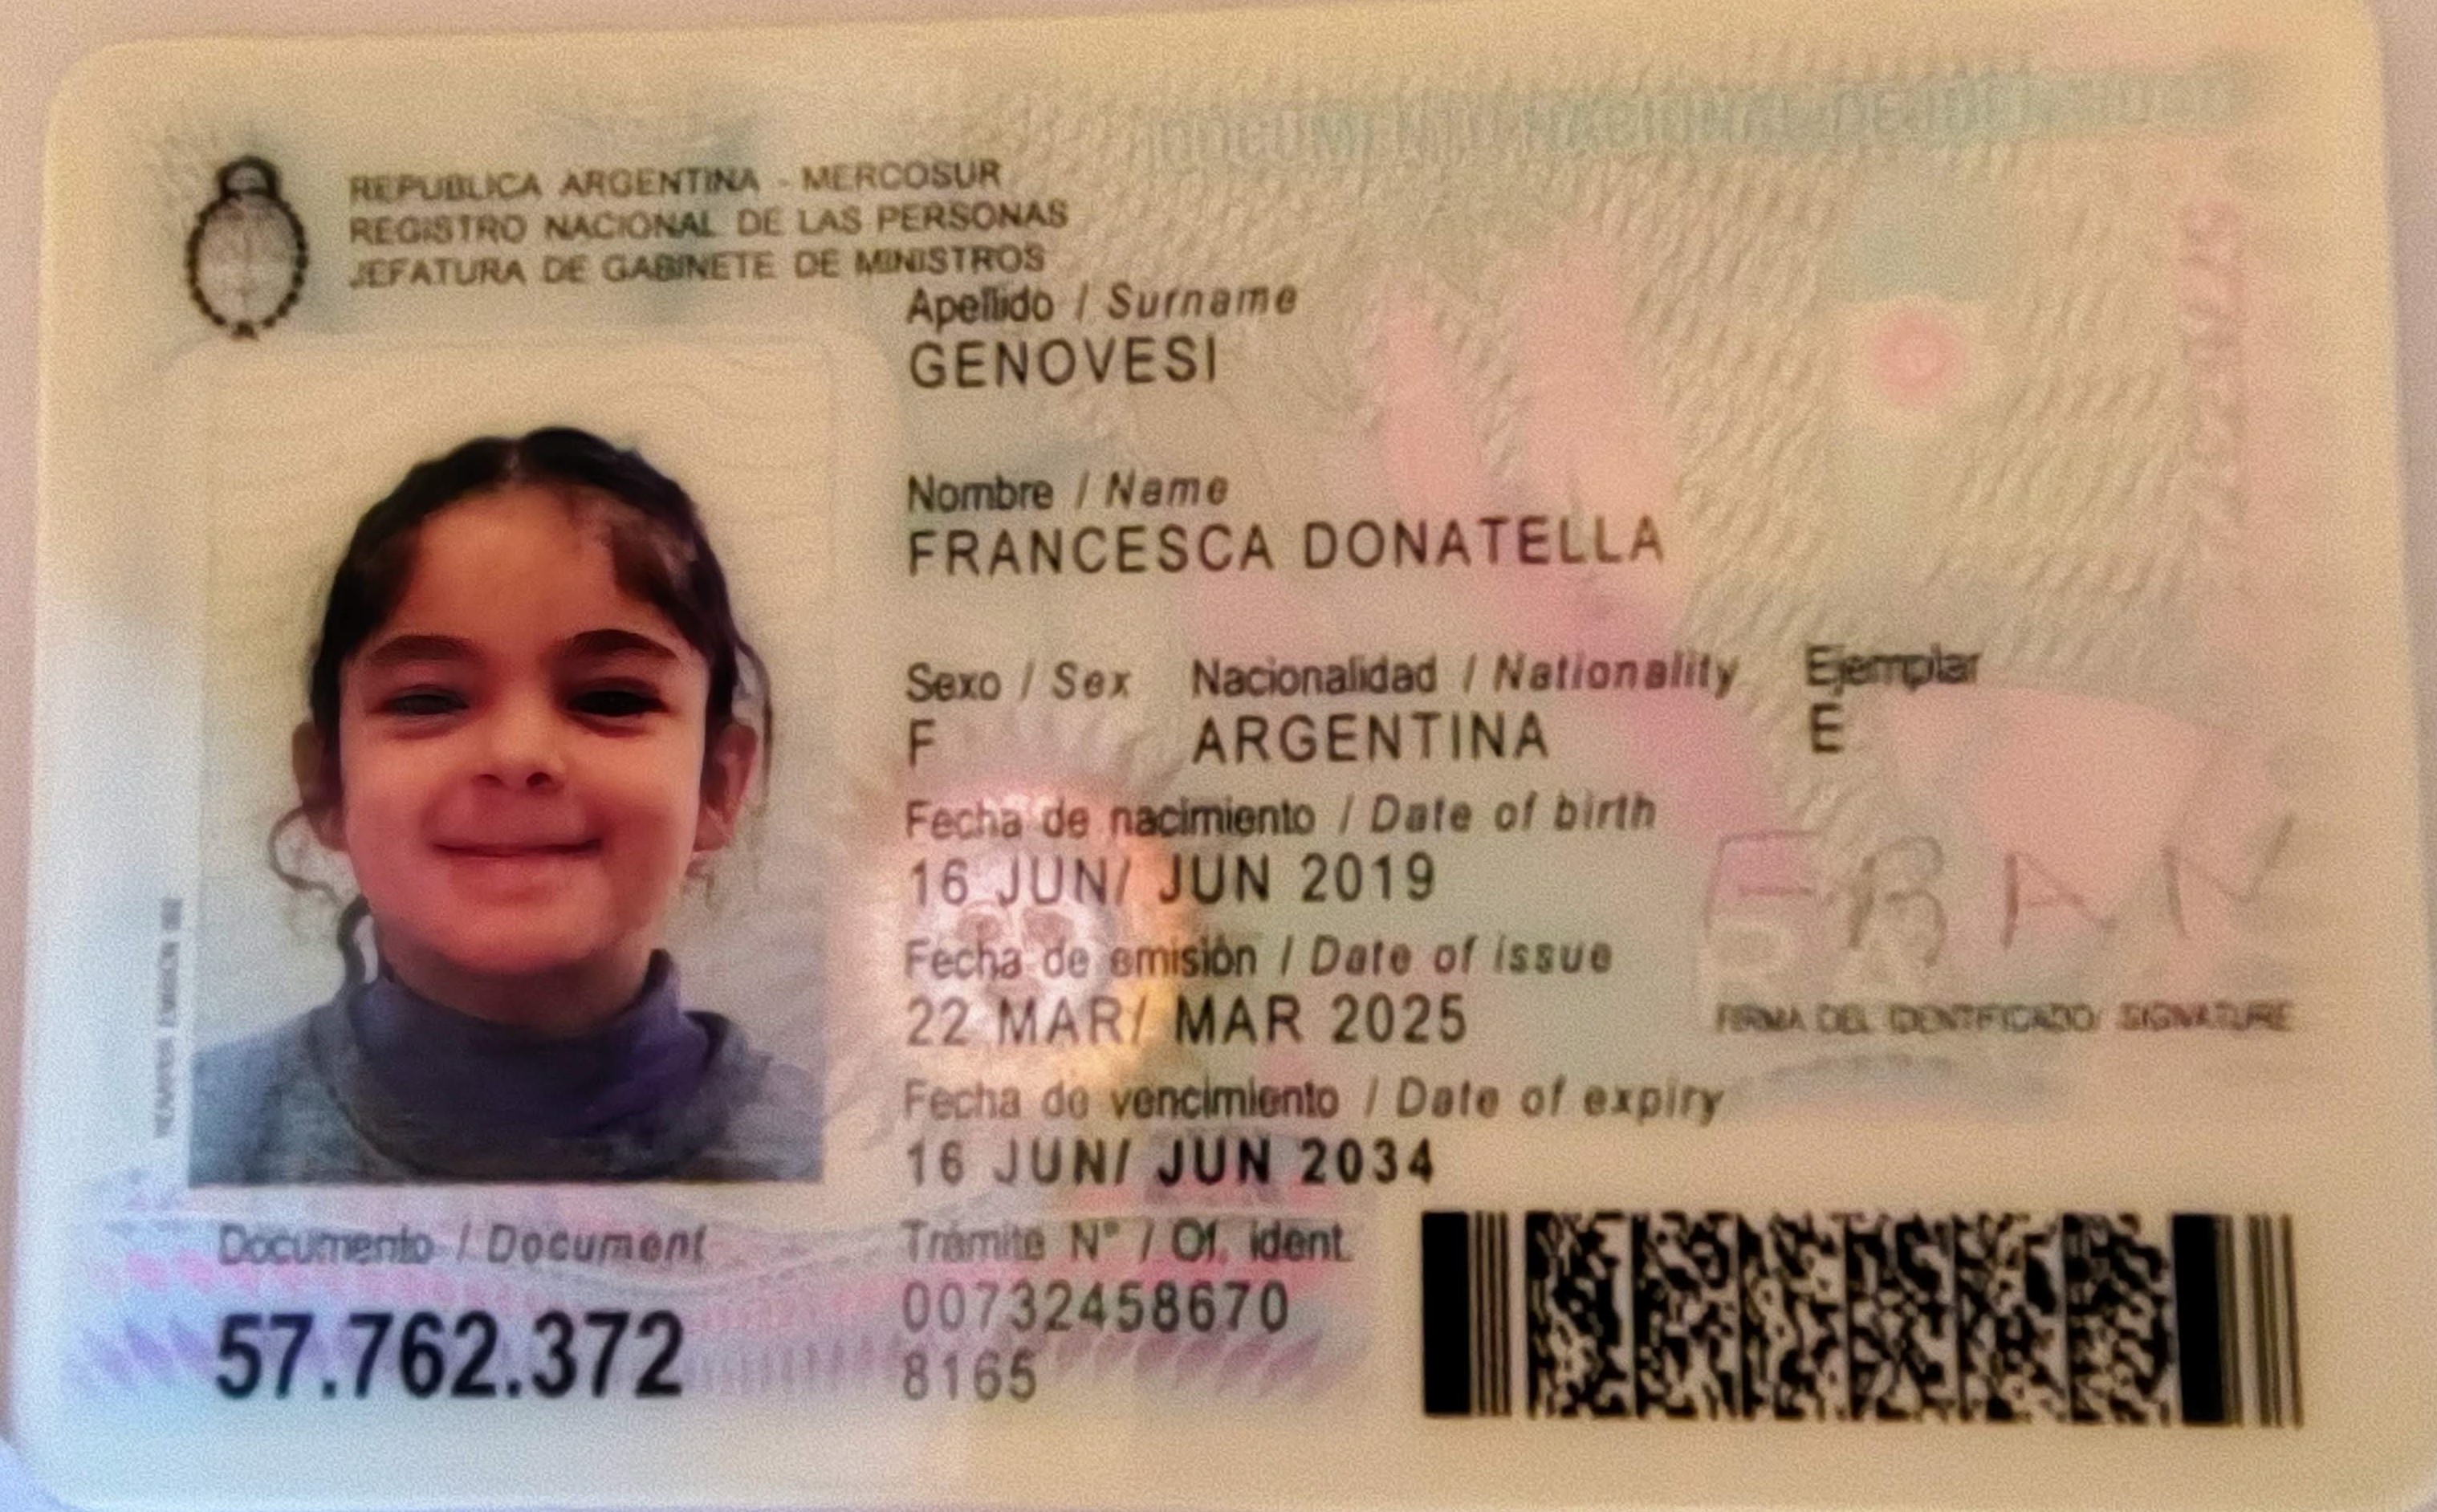 REPUBLICA ARGENTINA - MERCOSUR
REGISTRO NACIONAL DE LAS PERSONAS
JEFATURA DE GABINETE DE MINISTROS
Apellido / Surname
GENOVESI
Nombre / Name
FRANCESCA DONATELLA
Sexo / Sex Nacionalidad / Nationality Ejemplar
F ARGENTINA E
Fecha de nacimiento / Date of birth
16 JUN/ JUN 2019
Fecha de emisión / Date of issue
22 MAR/ MAR 2025
FRAN
FIRMA DEL IDENTIFICADO/ SIGNATURE
Fecha de vencimiento / Date of expiry
16 JUN/ JUN 2034
Documento / Document
57.762.372
Trámite N° / Of. ident.
00732458670
8165